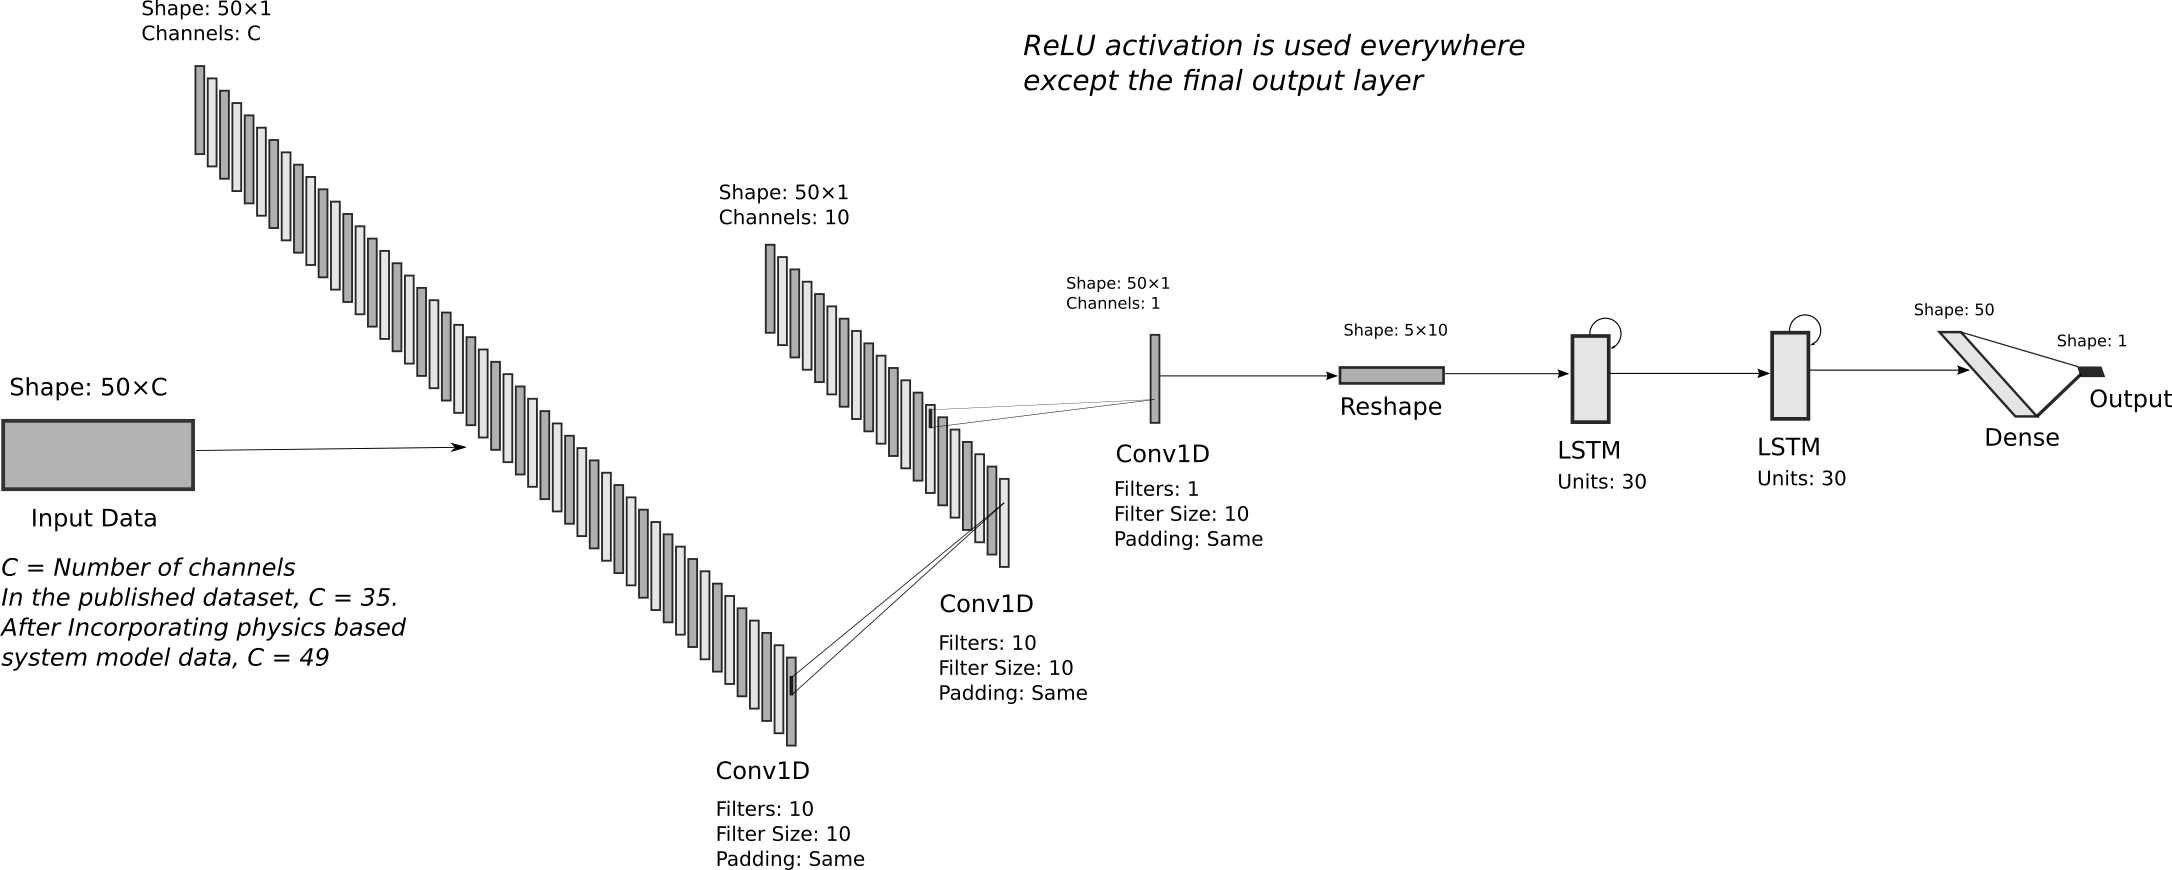 Shape: 50×1
Channels: C
ReLU activation is used everywhere
except the final output layer
Shape: 50×1
Channels: 10
Shape: 50×1
Channels: 1
Shape: 5×10
Shape: 50
Shape: 1
Shape: 50×C
Input Data
C = Number of channels
In the published dataset, C = 35.
After Incorporating physics based
system model data, C = 49
Conv1D
Filters: 10
Filter Size: 10
Padding: Same
Conv1D
Filters: 10
Filter Size: 10
Padding: Same
Conv1D
Filters: 1
Filter Size: 10
Padding: Same
Reshape
LSTM
Units: 30
LSTM
Units: 30
Dense
Output